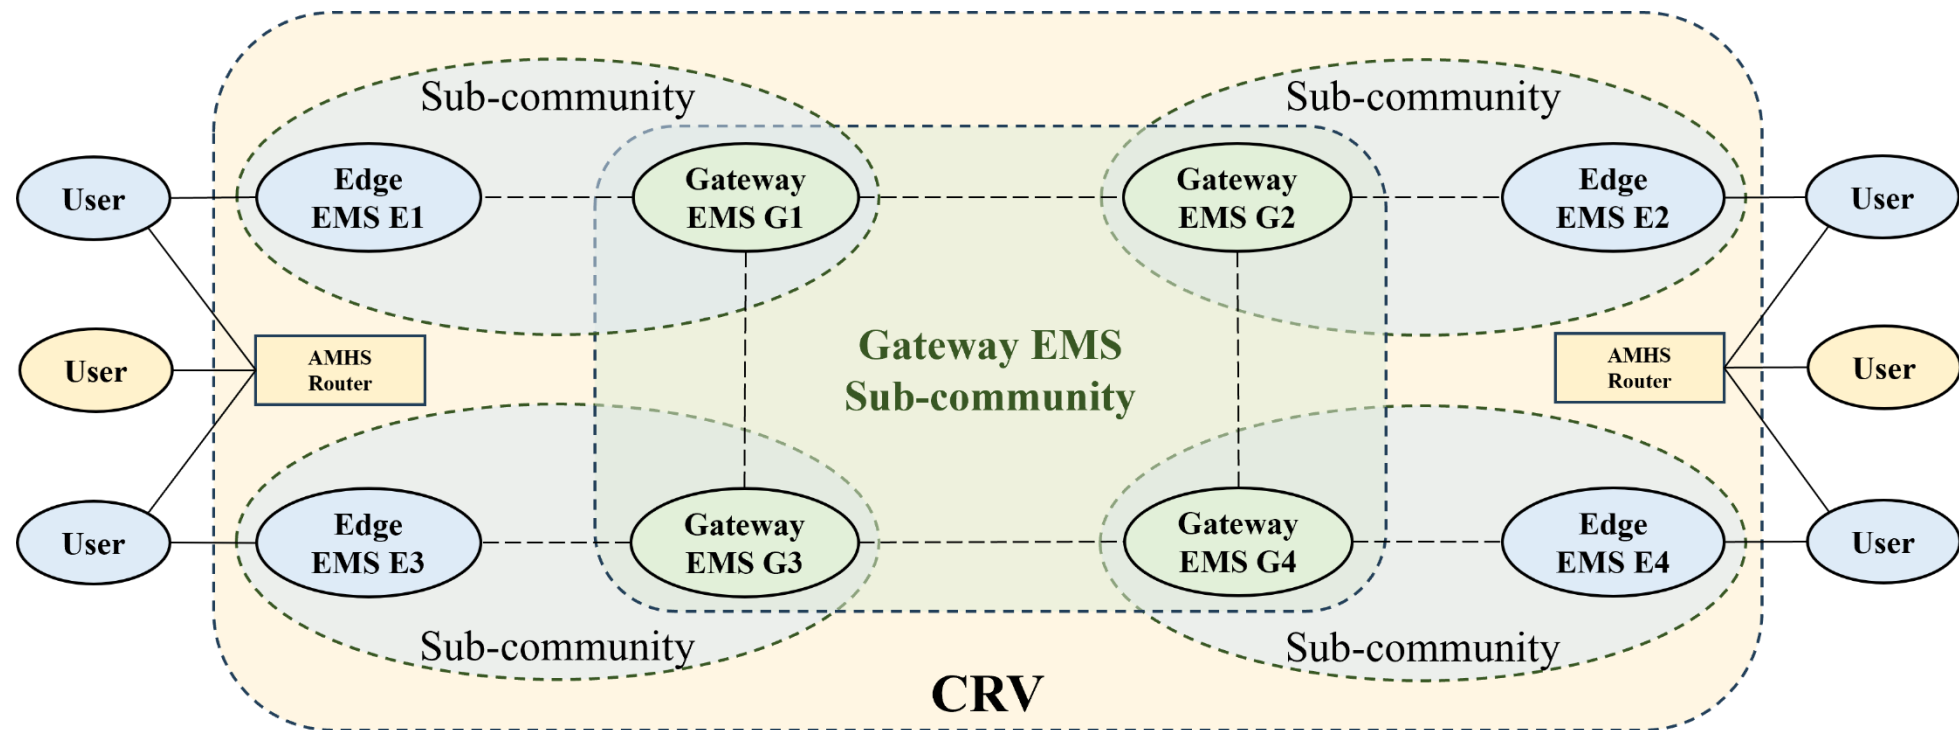 Sub-community
Sub-community
User
Edge
EMS E1
Gateway
EMS G1
Gateway
EMS G2
Edge
EMS E2
User
User
AMHS
Router
Gateway EMS
Sub-community
AMHS
Router
User
User
Edge
EMS E3
Gateway
EMS G3
Gateway
EMS G4
Edge
EMS E4
User
Sub-community
Sub-community
CRV